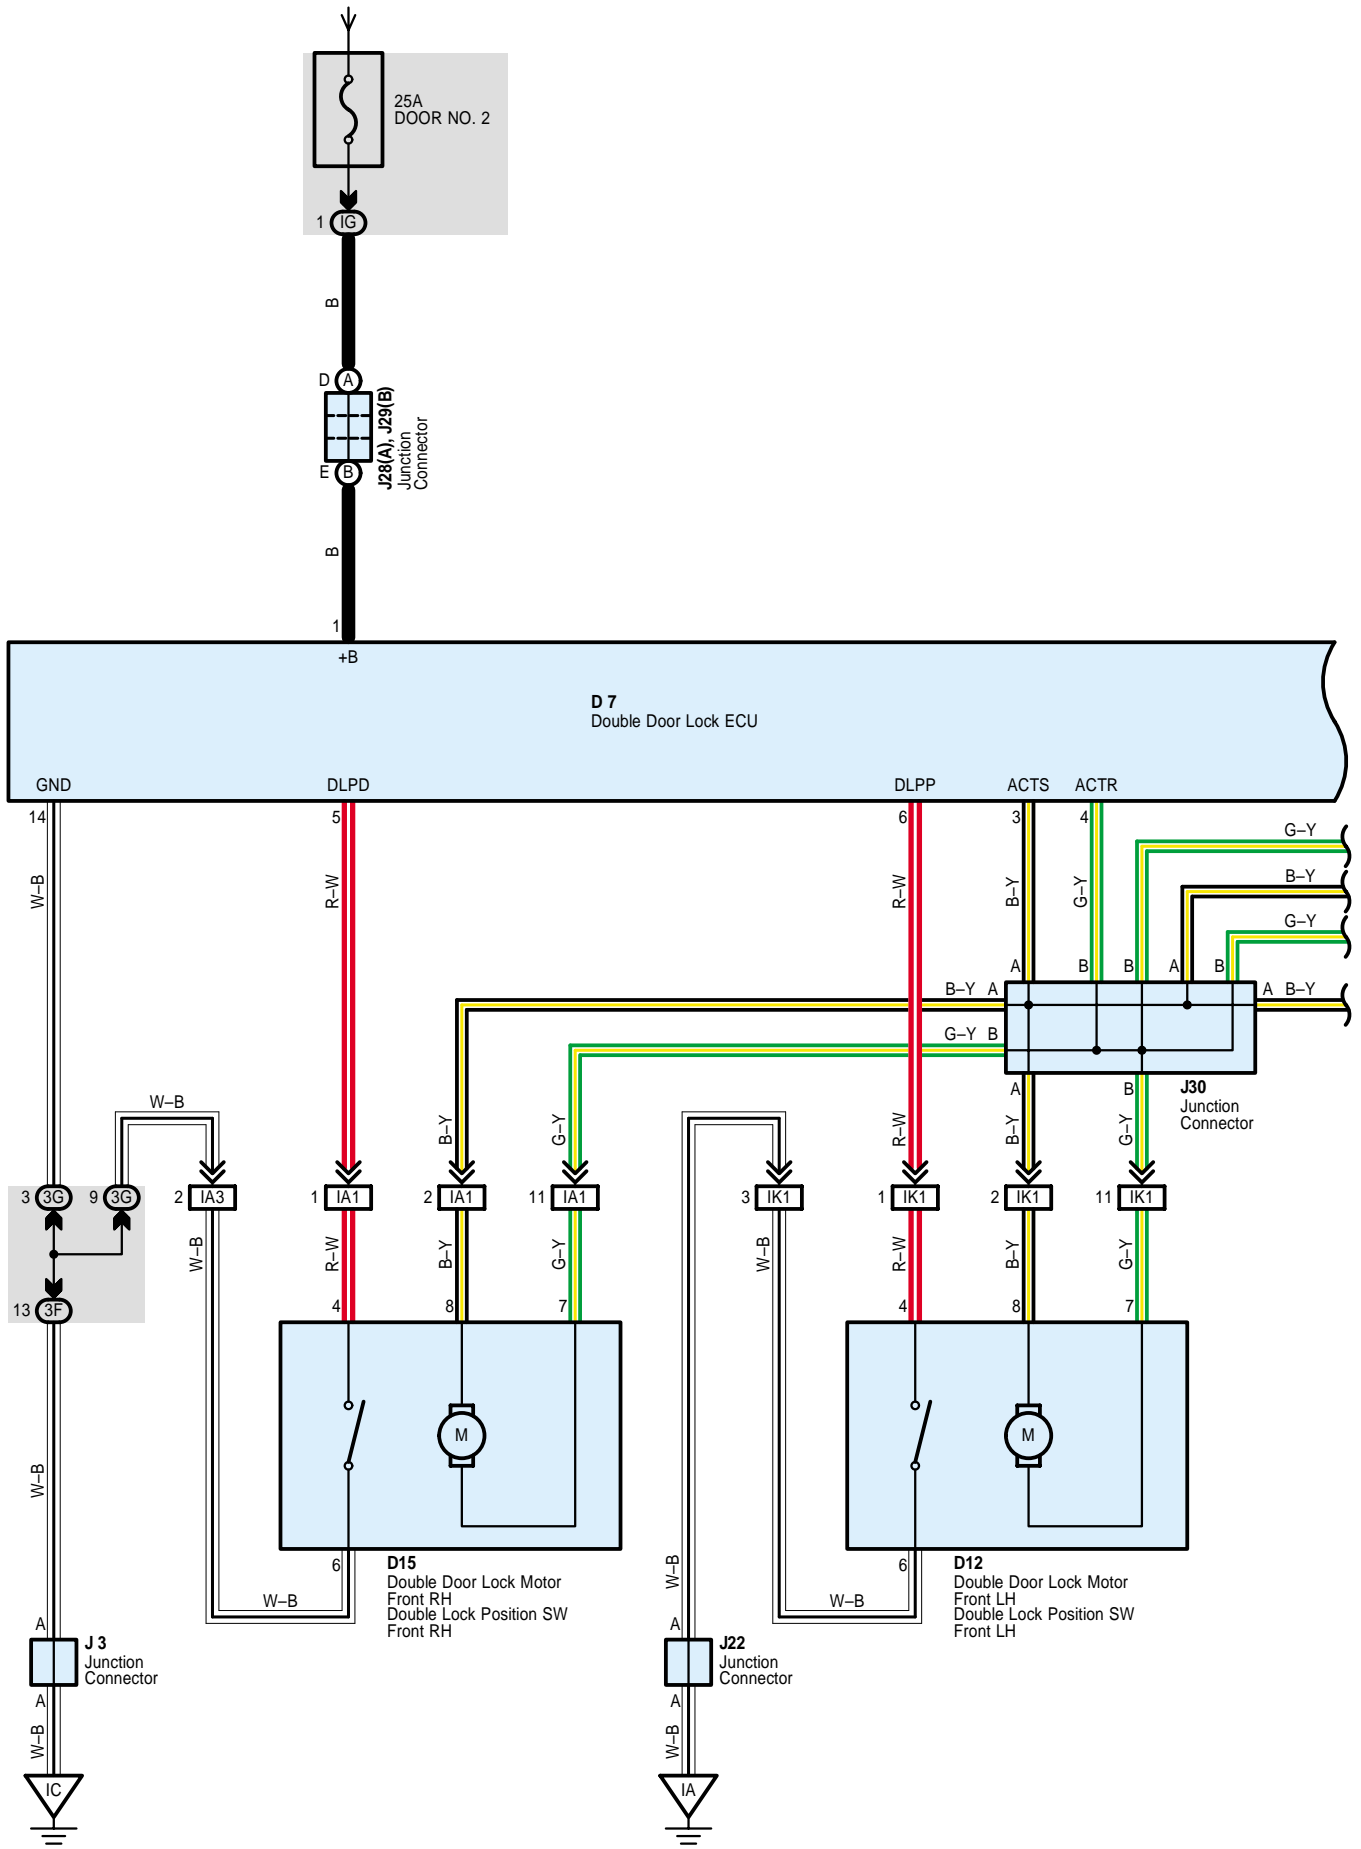 25A
DOOR NO. 2
1 IG
B
D A
J28(A), J29(B)
Junction
Connector
E B
B
1
+B
D 7
Double Door Lock ECU
GND DLPD DLPP ACTS ACTR
14 5 6 3 4
W–B R–W R–W B–Y G–Y
G–Y
B–Y
G–Y
A B B A B
B–Y A A B–Y
G–Y B
A B
J30
Junction
Connector
W–B
B–Y G–Y R–W B–Y G–Y
3 3G 9 3G 2 IA3 1 IA1 2 IA1 11 IA1 3 IK1 1 IK1 2 IK1 11 IK1
W–B R–W B–Y G–Y W–B R–W B–Y G–Y
13 3F 4 8 7 4 8 7
M M
W–B
6 6
D15
Double Door Lock Motor
Front RH
Double Lock Position SW
Front RH
D12
Double Door Lock Motor
Front LH
Double Lock Position SW
Front LH
W–B W–B W–B
A A
J 3
Junction
Connector
J22
Junction
Connector
A A
W–B W–B
IC IA